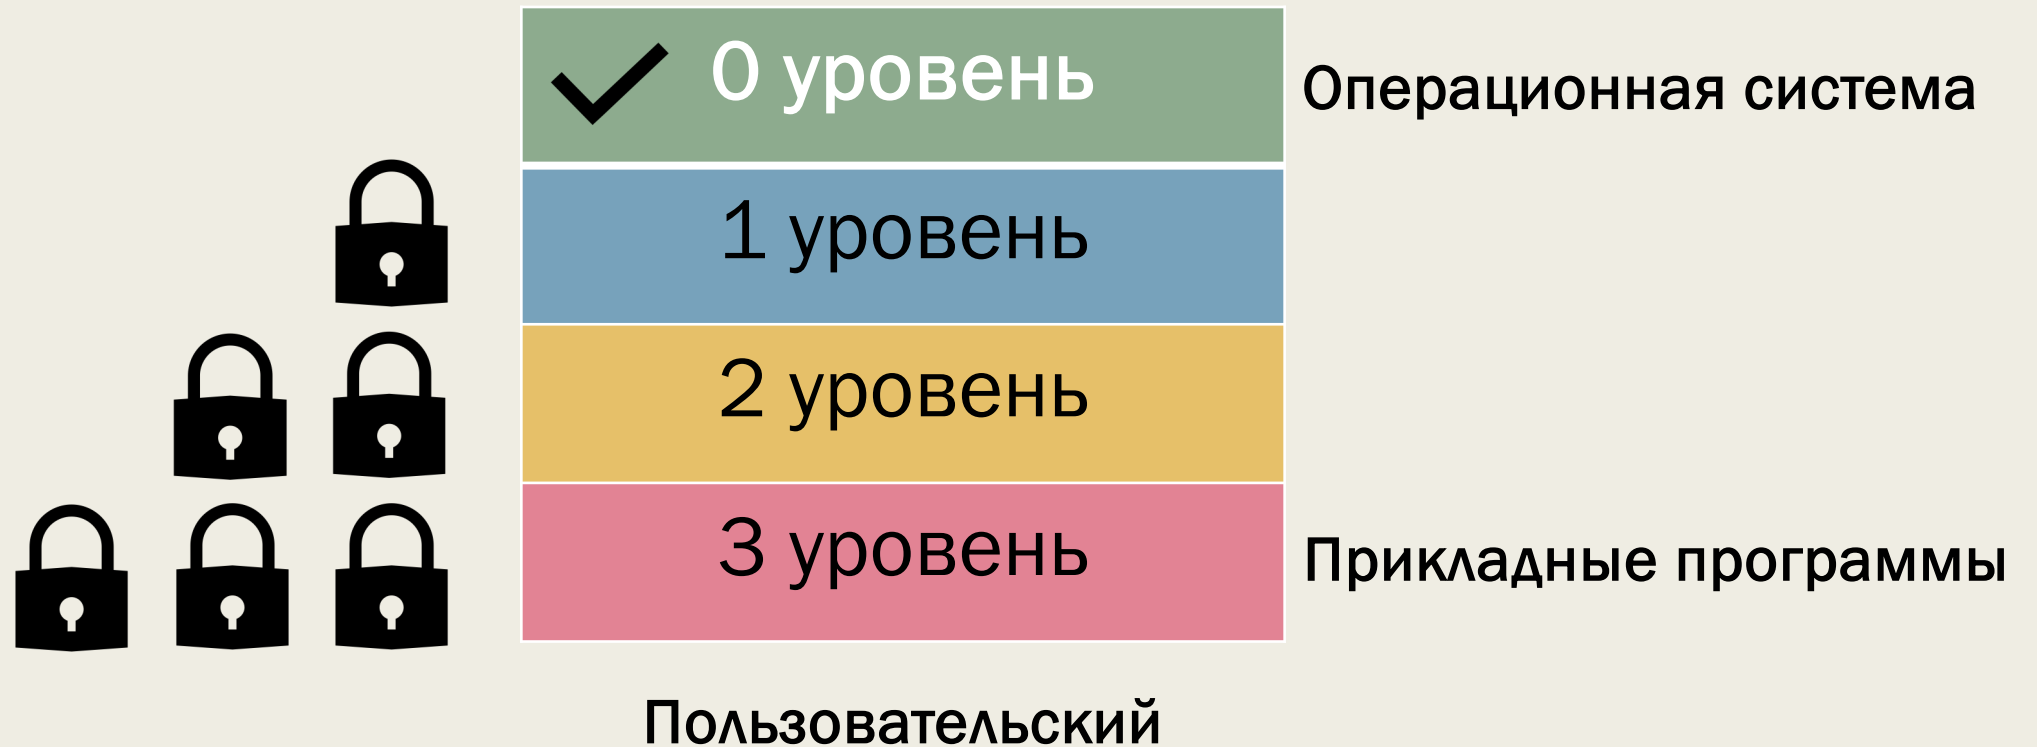 0 уровень
Операционная система
1 уровень
2 уровень
3 уровень
Прикладные программы
Пользовательский